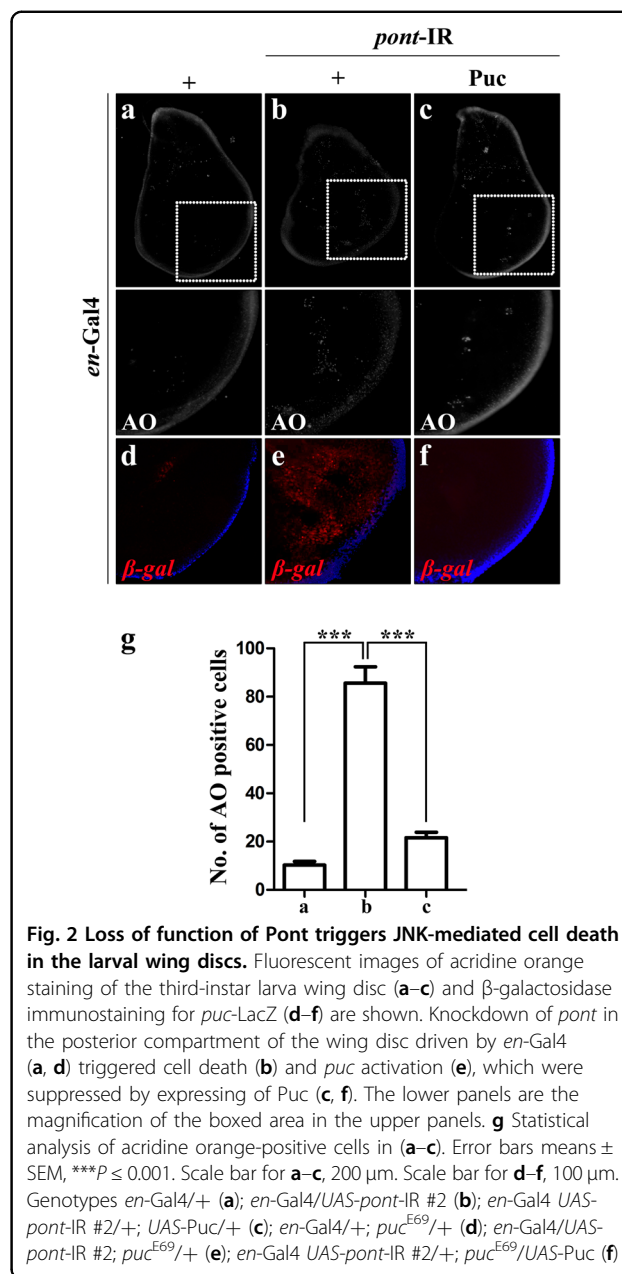 pont-IR
+ + Puc
a b c
en-Gal4
AO AO AO
d e f
β-gal β-gal β-gal
g
*** ***
100
80
60
40
20
0
No. of AO positive cells
a b c
Fig. 2 Loss of function of Pont triggers JNK-mediated cell death
in the larval wing discs. Fluorescent images of acridine orange
staining of the third-instar larva wing disc (a–c) and β-galactosidase
immunostaining for puc-LacZ (d–f) are shown. Knockdown of pont in
the posterior compartment of the wing disc driven by en-Gal4
(a, d) triggered cell death (b) and puc activation (e), which were
suppressed by expressing of Puc (c, f). The lower panels are the
magnification of the boxed area in the upper panels. g Statistical
analysis of acridine orange-positive cells in (a–c). Error bars means ±
SEM, ***P ≤ 0.001. Scale bar for a–c, 200 μm. Scale bar for d–f, 100 μm.
Genotypes en-Gal4/+ (a); en-Gal4/UAS-pont-IR #2 (b); en-Gal4 UAS-
pont-IR #2/+; UAS-Puc/+ (c); en-Gal4/+; puc^E69/+ (d); en-Gal4/UAS-
pont-IR #2; puc^E69/+ (e); en-Gal4 UAS-pont-IR #2/+; puc^E69/UAS-Puc (f)